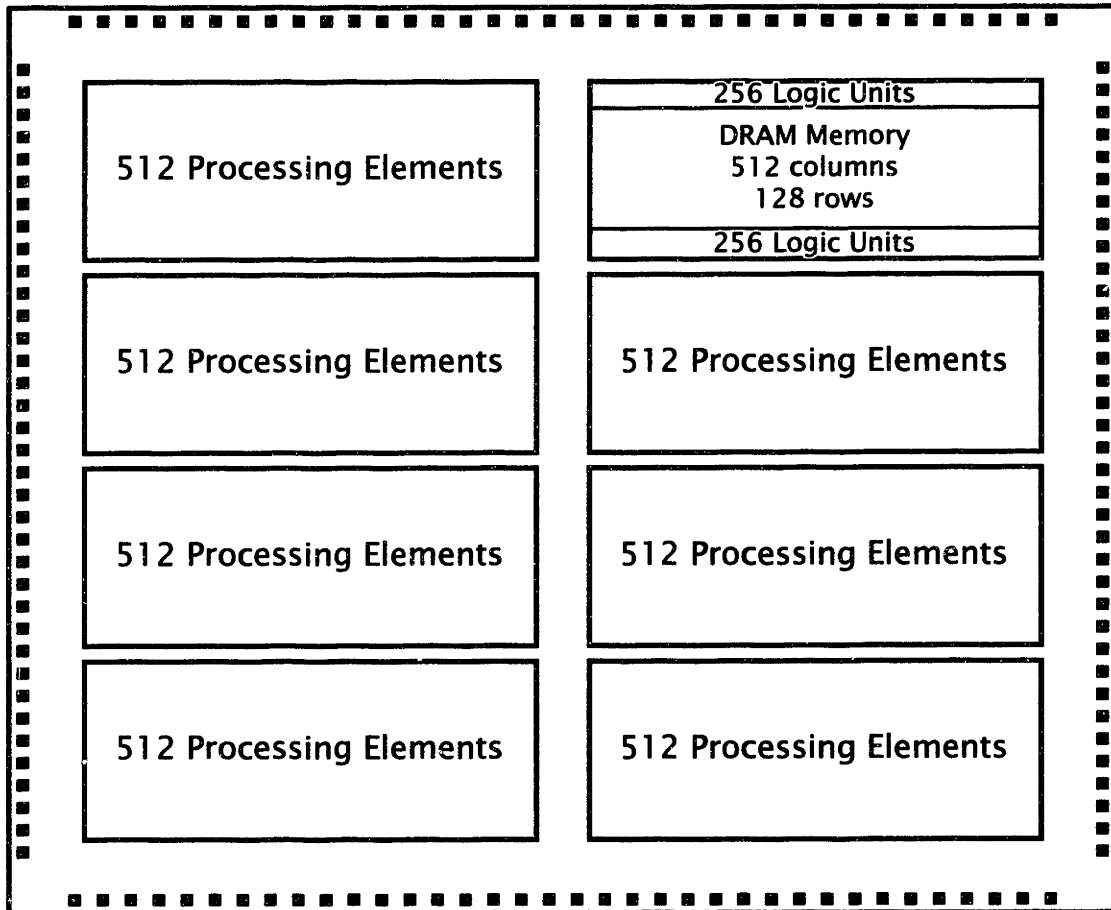 512 Processing Elements
256 Logic Units
DRAM Memory
512 columns
128 rows
256 Logic Units
512 Processing Elements
512 Processing Elements
512 Processing Elements
512 Processing Elements
512 Processing Elements
512 Processing Elements